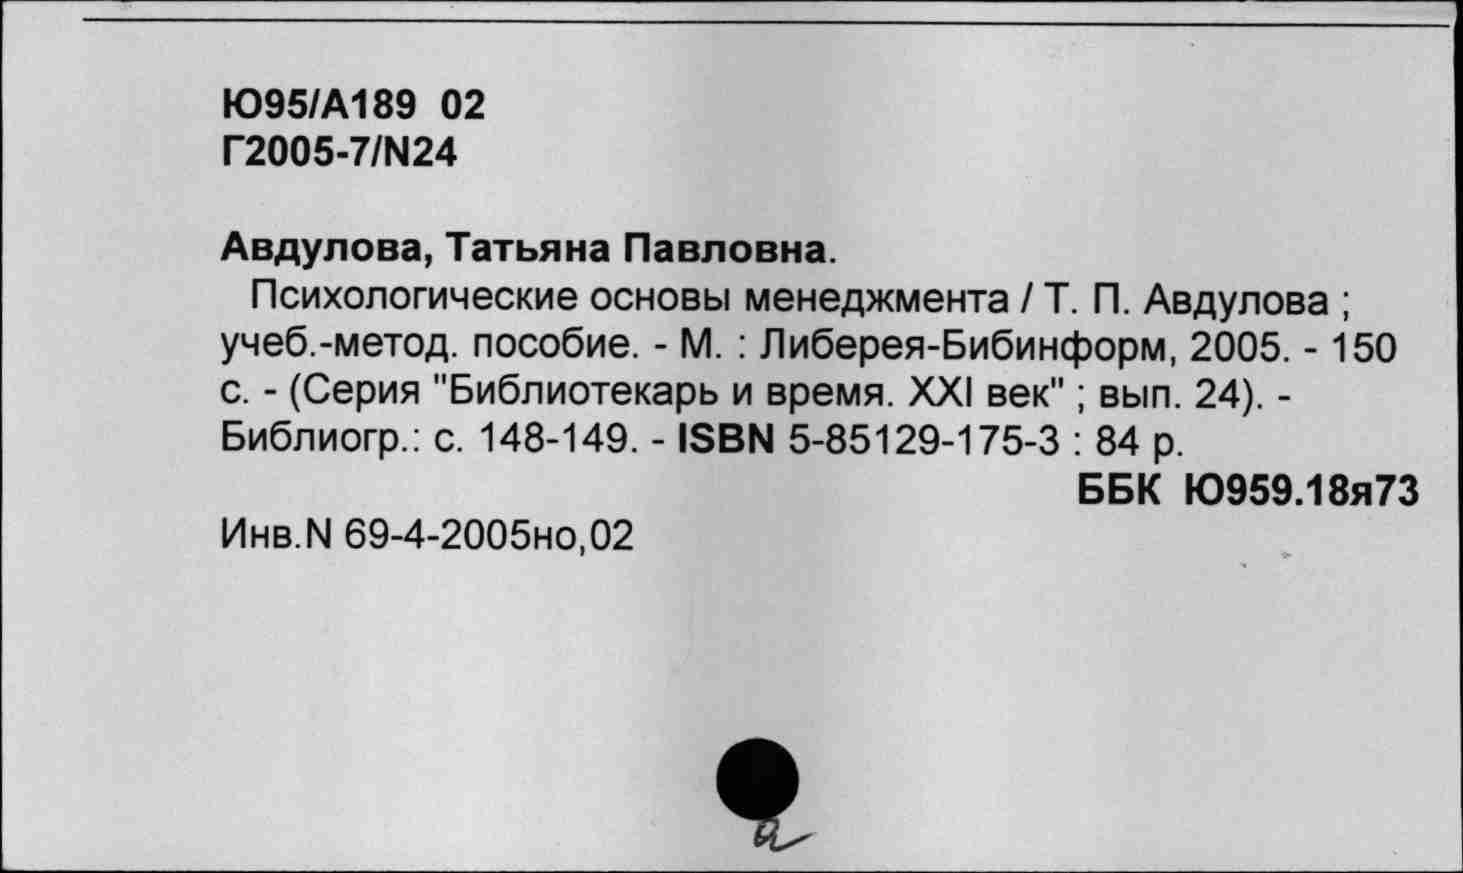 Ю95/А189 02
Г2005-7/N24
Авдулова, Татьяна Павловна.
Психологические основы менеджмента / Т. П. Авдулова ;
учеб.-метод. пособие. - М. : Либерея-Бибинформ, 2005. - 150
с. - (Серия "Библиотекарь и время. XXI век" ; вып. 24). -
Библиогр.: с. 148-149. - ISBN 5-85129-175-3 : 84 р.
ББК Ю959.18я73
Инв.N 69-4-2005но,02